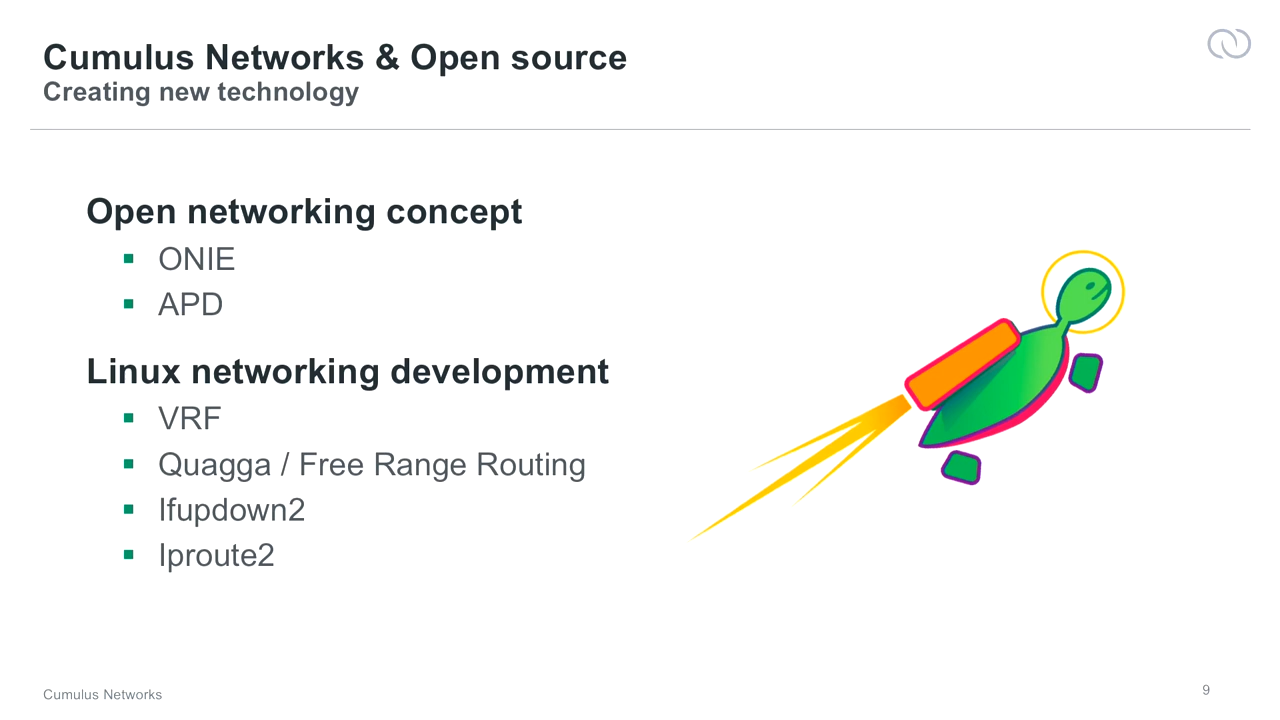 Cumulus Networks & Open source
Creating new technology
Open networking concept
ONIE
APD
Linux networking development
VRF
Quagga / Free Range Routing
Ifupdown2
Iproute2
Cumulus Networks
9